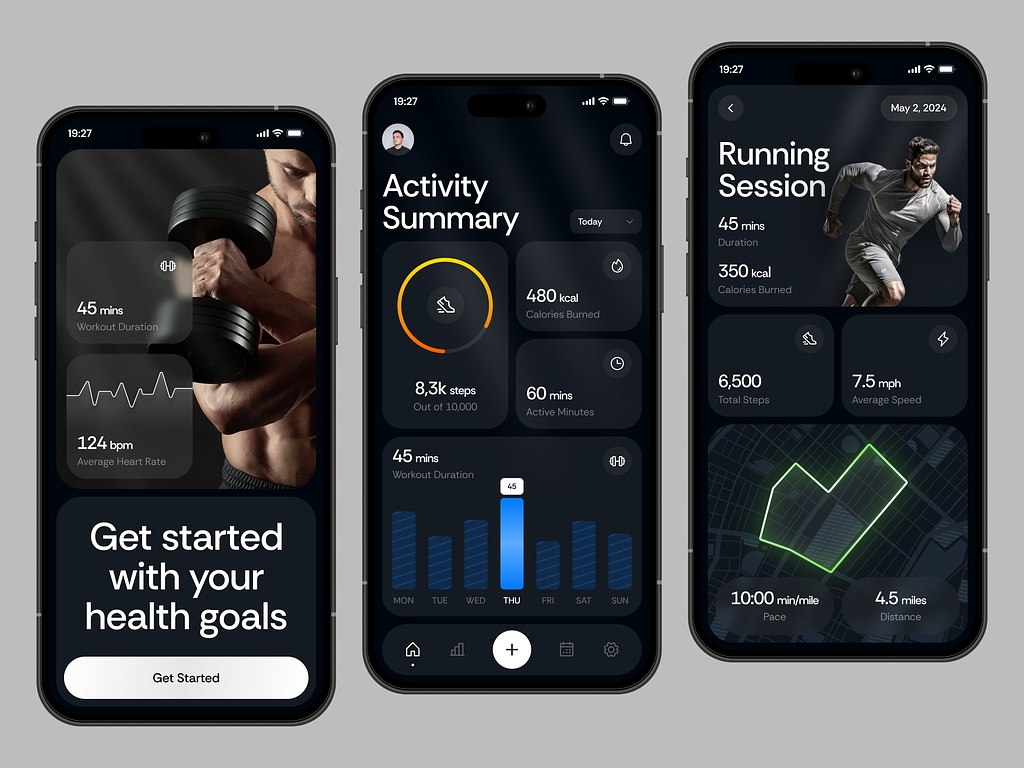 19:27
45 mins
Workout Duration
124 bpm
Average Heart Rate
Get started
with your
health goals
Get Started
19:27
Activity
Summary
Today
8,3k steps
Out of 10,000
480 kcal
Calories Burned
60 mins
Active Minutes
45 mins
Workout Duration
45
MON TUE WED THU FRI SAT SUN
19:27
May 2, 2024
Running
Session
45 mins
Duration
350 kcal
Calories Burned
6,500
Total Steps
7.5 mph
Average Speed
10:00 min/mile
Pace
4.5 miles
Distance